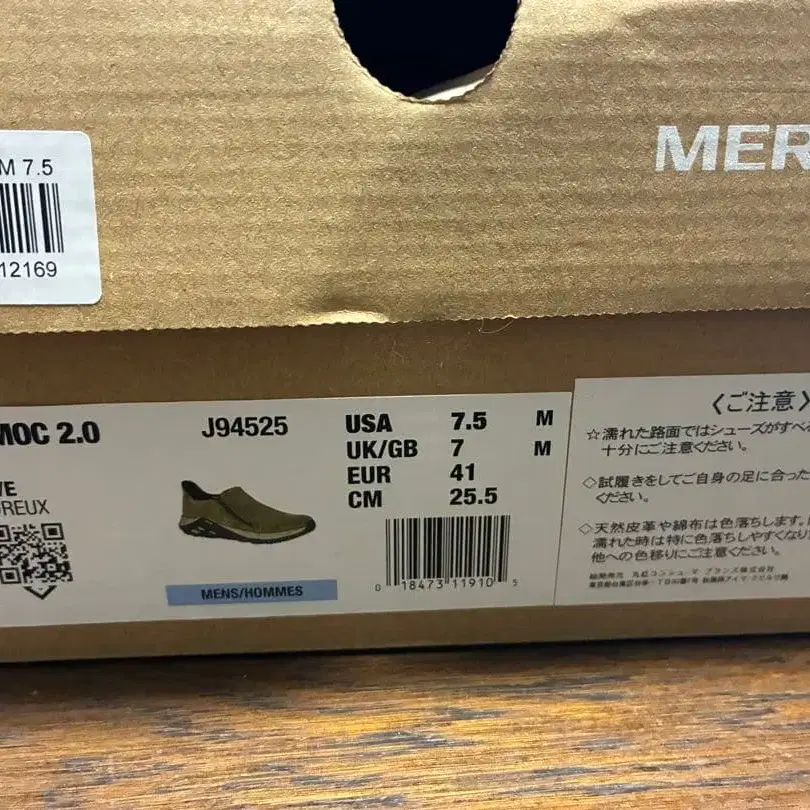 MER
M 7.5
12169
MOC 2.0
J94525
VE
REUX
MENS/HOMMES
USA 7.5 M
UK/GB 7 M
EUR 41
CM 25.5
0 18473 11910 5
〈ご注意〉
☆濡れた路面ではシューズがすべ
十分にご注意ください。
◇試履きをしてご自身の足に合った
ください。
◇天然皮革や綿布は色落ちします。
濡れた時は特に色落ちしやすくなり
他への色移りにご注意ください。